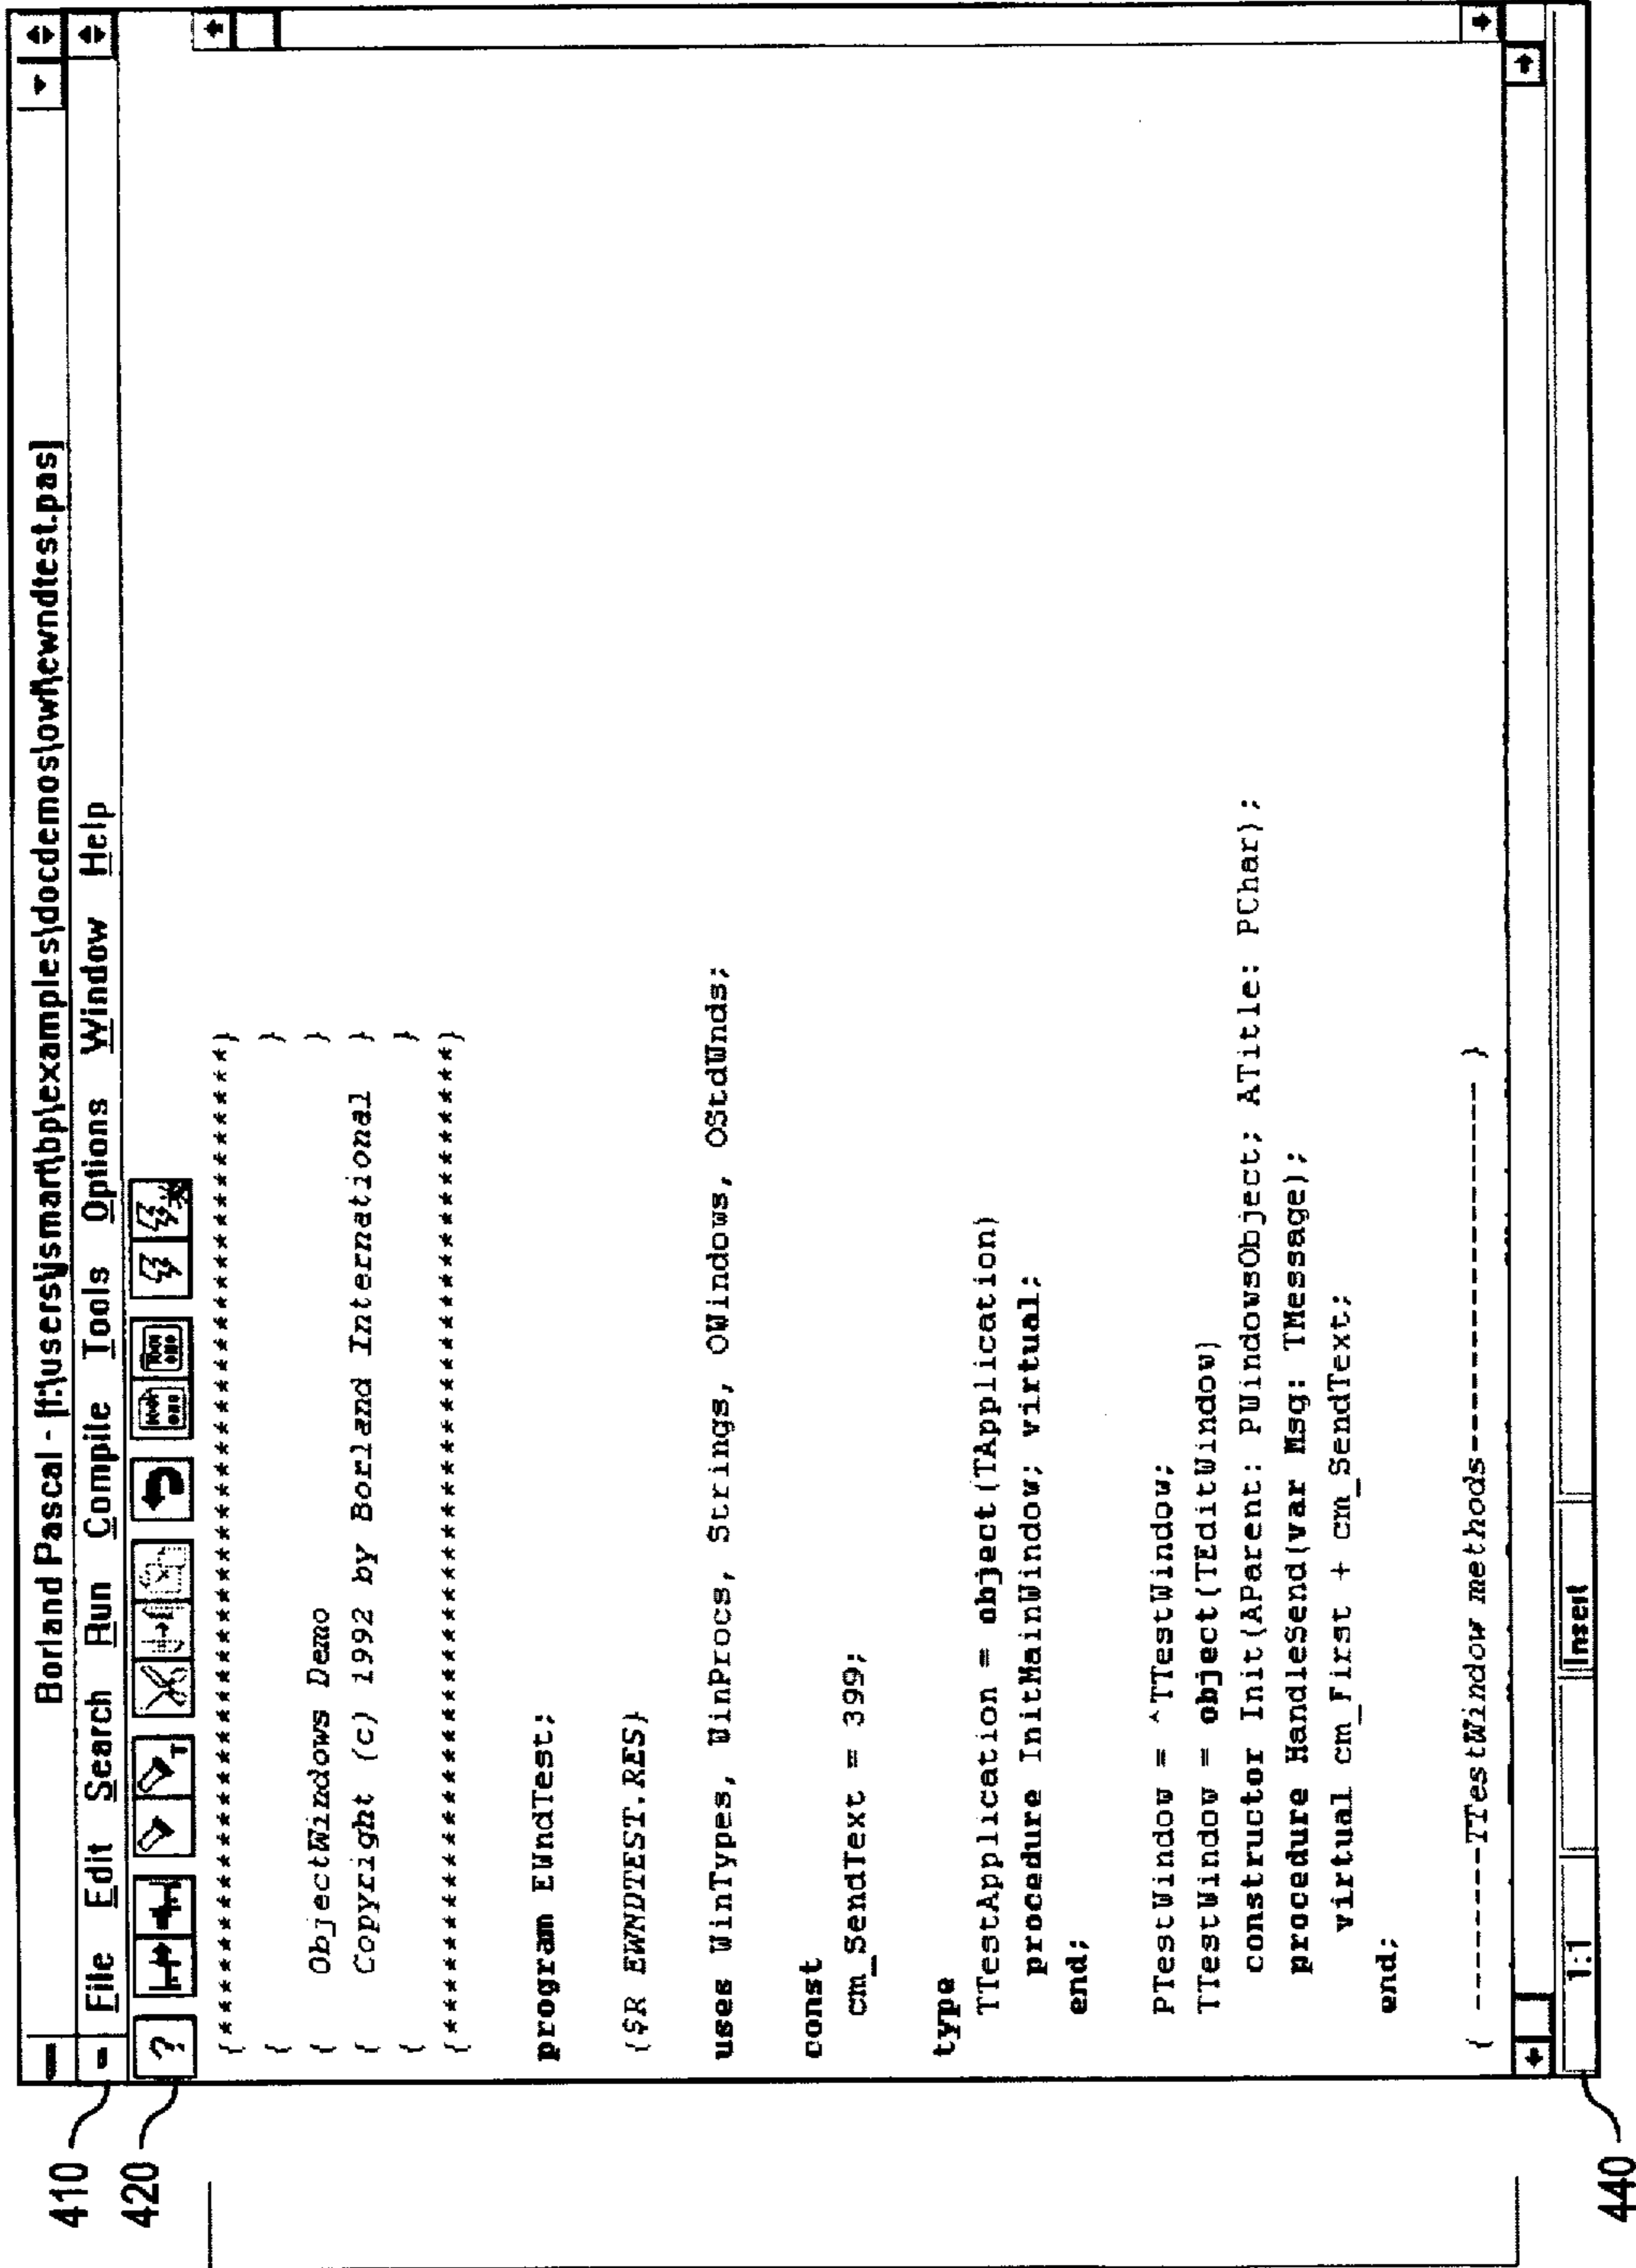 Borland Pascal - [f:\users\jsmart\bp\examples\docdemos\owl\ewndtest.pas]
410
File Edit Search Run Compile Tools Options Window Help
420
?
{************************************************}
{ }
{ ObjectWindows Demo }
{ Copyright (c) 1992 by Borland International }
{ }
{************************************************}
program EWndTest;
{$R EWNDTEST.RES}
uses WinTypes, WinProcs, Strings, OWindows, OStdWnds;
const
cm_SendText = 399;
type
TTestApplication = object(TApplication)
procedure InitMainWindow; virtual;
end;
PTestWindow = ^TTestWindow;
TTestWindow = object(TEditWindow)
constructor Init(AParent: PWindowsObject; ATitle: PChar);
procedure HandleSend(var Msg: TMessage);
virtual cm_First + cm_SendText;
end;
{ --------TTestWindow methods------------------------ }
1:1 Insert
440